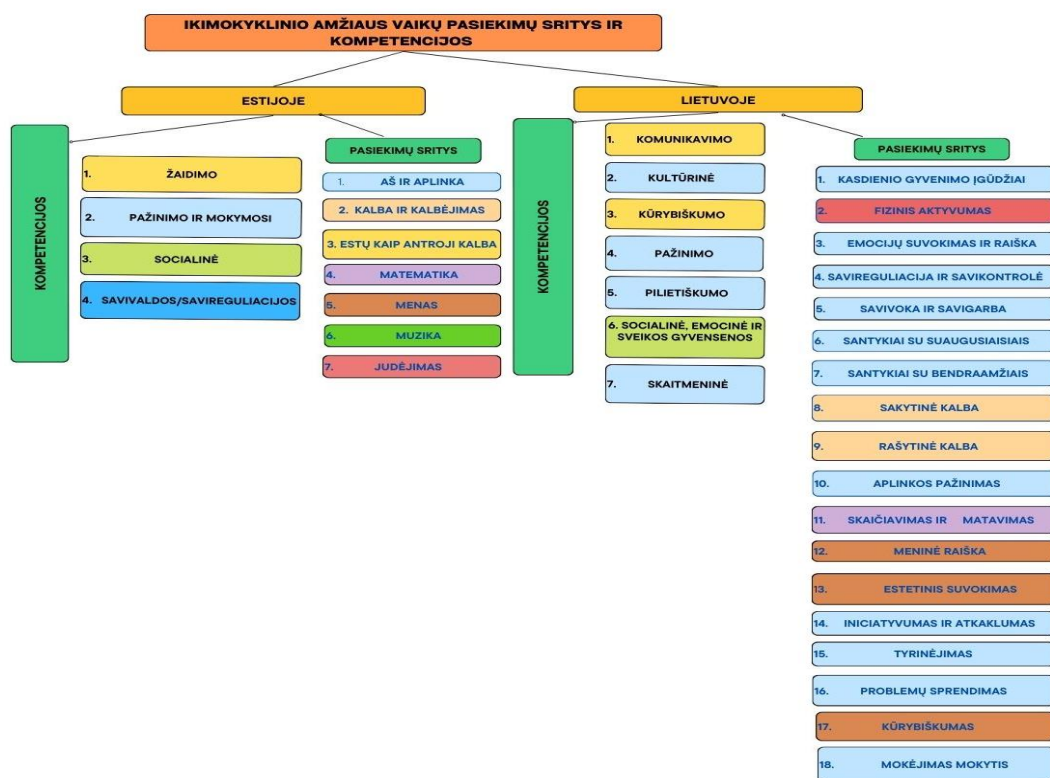 IKIMOKYKLINIO AMŽIAUS VAIKŲ PASIEKIMŲ SRITYS IR
KOMPETENCIJOS
ESTIJOJE
KOMPETENCIJOS
1. ŽAIDIMO
2. PAŽINIMO IR MOKYMOSI
3. SOCIALINĖ
4. SAVIVALDOS/SAVIREGULIACIJOS
PASIEKIMŲ SRITYS
1. AŠ IR APLINKA
2. KALBA IR KALBĖJIMAS
3. ESTŲ KAIP ANTROJI KALBA
4. MATEMATIKA
5. MENAS
6. MUZIKA
7. JUDĖJIMAS
LIETUVOJE
KOMPETENCIJOS
1. KOMUNIKAVIMO
2. KULTŪRINĖ
3. KŪRYBIŠKUMO
4. PAŽINIMO
5. PILIETIŠKUMO
6. SOCIALINĖ, EMOCINĖ IR
SVEIKOS GYVENSENOS
7. SKAITMENINĖ
PASIEKIMŲ SRITYS
1. KASDIENIO GYVENIMO ĮGŪDŽIAI
2. FIZINIS AKTYVUMAS
3. EMOCIJŲ SUVOKIMAS IR RAIŠKA
4. SAVIREGULIACIJA IR SAVIKONTROLĖ
5. SAVIVOKA IR SAVIGARBA
6. SANTYKIAI SU SUAUGUSIAISIAIS
7. SANTYKIAI SU BENDRAAMŽIAIS
8. SAKYTINĖ KALBA
9. RAŠYTINĖ KALBA
10. APLINKOS PAŽINIMAS
11. SKAIČIAVIMAS IR MATAVIMAS
12. MENINĖ RAIŠKA
13. ESTETINIS SUVOKIMAS
14. INICIATYVUMAS IR ATKAKLUMAS
15. TYRINĖJIMAS
16. PROBLEMŲ SPRENDIMAS
17. KŪRYBIŠKUMAS
18. MOKĖJIMAS MOKYTIS